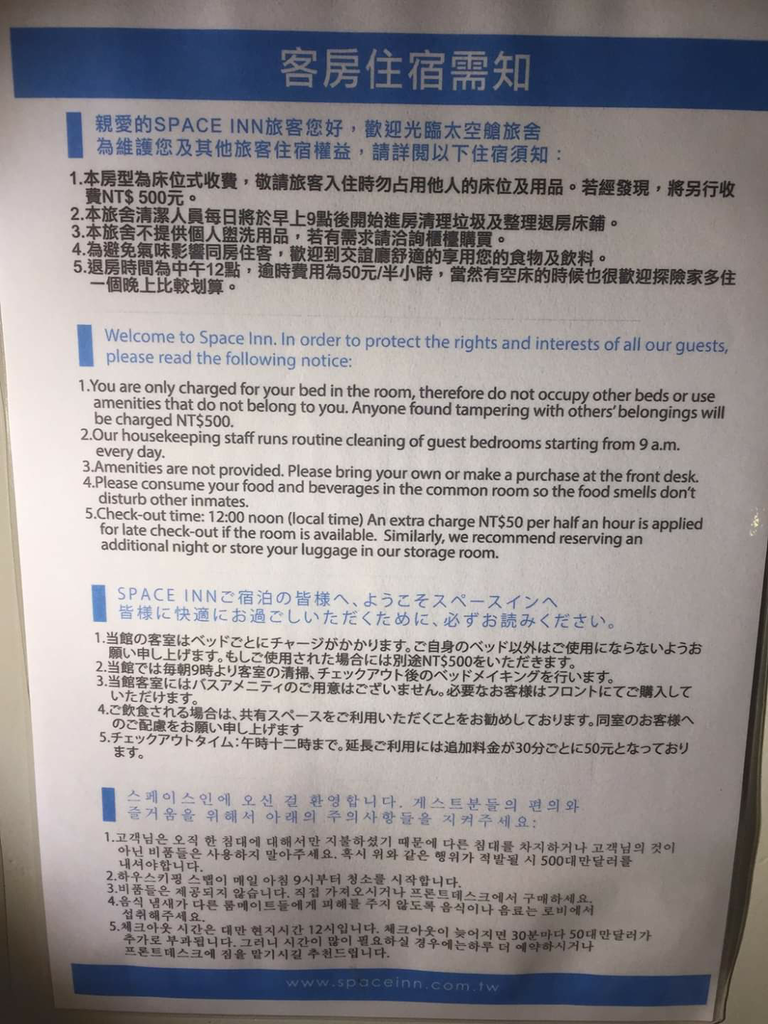 客房住宿需知
親愛的SPACE INN旅客您好，歡迎光臨太空艙旅舍
為維護您及其他旅客住宿權益，請詳閱以下住宿須知：
1.本房型為床位式收費，敬請旅客入住時勿占用他人的床位及用品。若經發現，將另行收
費NT$ 500元。
2.本旅舍清潔人員每日將於早上9點後開始進房清理垃圾及整理退房床鋪。
3.本旅舍不提供個人盥洗用品，若有需求請洽詢櫃檯購買。
4.為避免氣味影響同房住客，歡迎到交誼廳舒適的享用您的食物及飲料。
5.退房時間為中午12點，逾時費用為50元/半小時，當然有空床的時候也很歡迎探險家多住
一個晚上比較划算。
Welcome to Space Inn. In order to protect the rights and interests of all our guests,
please read the following notice:
1.You are only charged for your bed in the room, therefore do not occupy other beds or use
amenities that do not belong to you. Anyone found tampering with others' belongings will
be charged NT$500.
2.Our housekeeping staff runs routine cleaning of guest bedrooms starting from 9 a.m.
every day.
3.Amenities are not provided. Please bring your own or make a purchase at the front desk.
4.Please consume your food and beverages in the common room so the food smells don't
disturb other inmates.
5.Check-out time: 12:00 noon (local time) An extra charge NT$50 per half an hour is applied
for late check-out if the room is available. Similarly, we recommend reserving an
additional night or store your luggage in our storage room.
SPACE INNご宿泊の皆様へ、ようこそスペースインへ
皆様に快適にお過ごしいただくために、必ずお読みください。
1.当館の客室はベッドごとにチャージがかかります。ご自身のベッド以外はご使用にならないようお
願い申し上げます。もしご使用された場合には別途NT$500をいただきます。
2.当館では毎朝9時より客室の清掃、チェックアウト後のベッドメイキングを行います。
3.当館客室にはバスアメニティのご用意はございません。必要なお客様はフロントにてご購入して
いただけます。
4.ご飲食される場合は、共有スペースをご利用いただくことをお勧めしております。同室のお客様へ
のご配慮をお願い申し上げます
5.チェックアウトタイム：午時十二時まで。延長ご利用には追加料金が30分ごとに50元となっており
ます。
스페이스인에 오신 걸 환영합니다. 게스트분들의 편의와
즐거움을 위해서 아래의 주의사항들을 지켜주세요:
1.고객님은 오직 한 침대에 대해서만 지불하셨기 때문에 다른 침대를 차지하거나 고객님의 것이
아닌 비품들은 사용하지 말아주세요. 혹시 위와 같은 행위가 적발될 시 500대만달러를
내셔야합니다.
2.하우스키핑 스탭이 매일 아침 9시부터 청소를 시작합니다.
3.비품들은 제공되지 않습니다. 직접 가져오시거나 프론트데스크에서 구매하세요.
4.음식 냄새가 다른 룸메이트들에게 피해를 주지 않도록 음식이나 음료는 로비에서
섭취해주세요.
5.체크아웃 시간은 대만 현지시간 12시입니다. 체크아웃이 늦어지면 30분마다 50대만달러가
추가로 부과됩니다. 그러니 시간이 많이 필요하실 경우에는하루 더 예약하시거나
프론트데스크에 짐을 맡기시길 추천드립니다.
www.spaceinn.com.tw